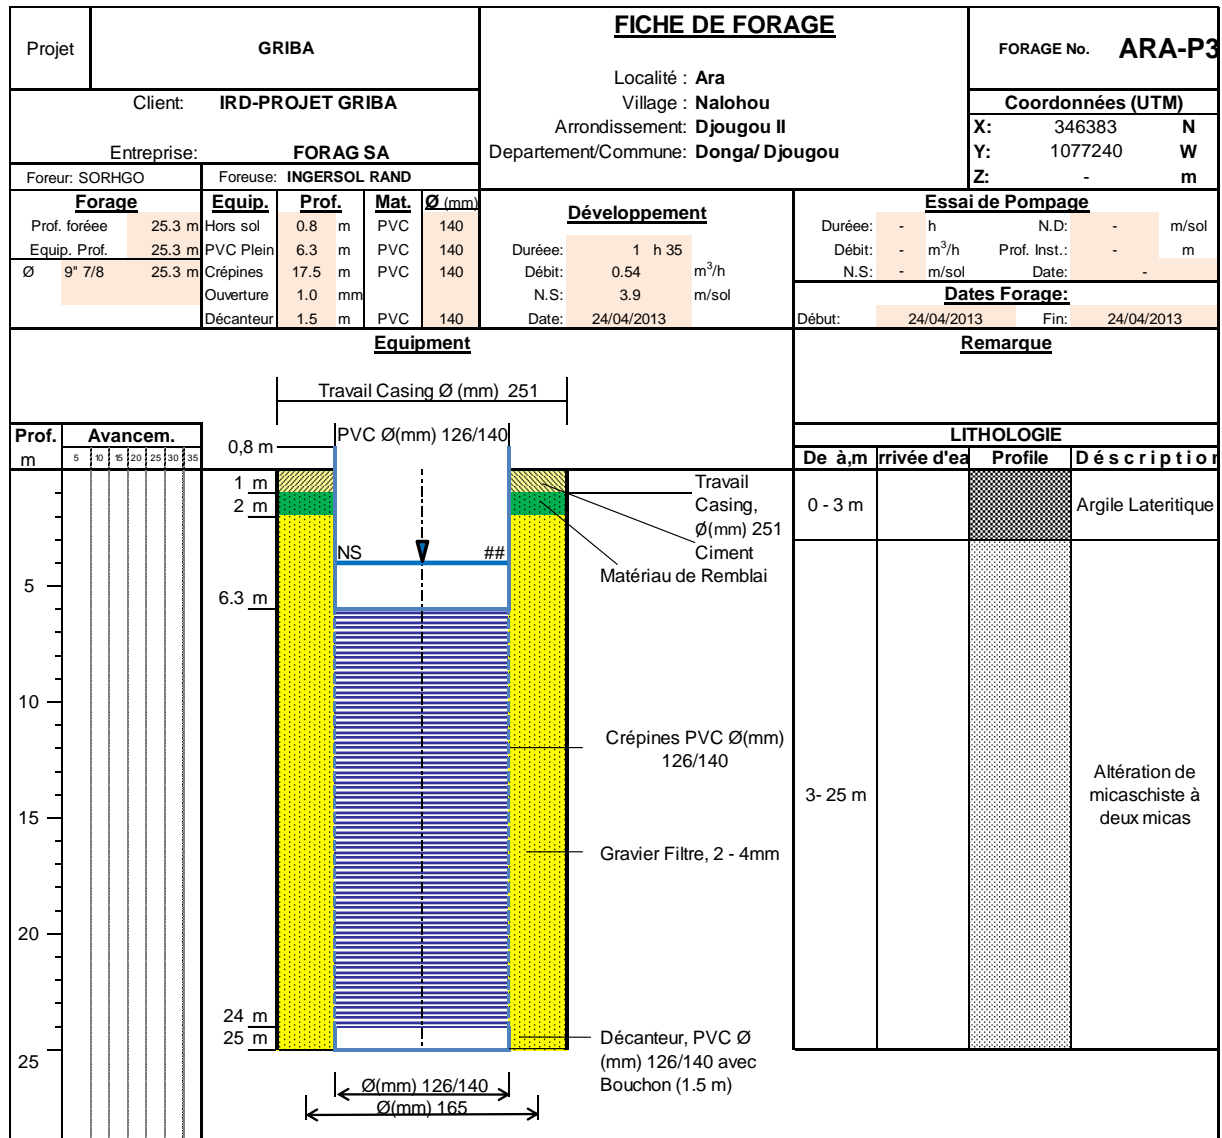 Projet
GRIBA
FICHE DE FORAGE
FORAGE No. ARA-P3
Localité : Ara
Client: IRD-PROJET GRIBA
Village : Nalohou
Coordonnées (UTM)
Arrondissement: Djougou II
X: 346383 N
Entreprise: FORAG SA
Departement/Commune: Donga/ Djougou
Y: 1077240 W
Foreur: SORHGO
Foreuse: INGERSOL RAND
Z: - m
Forage
Equip. Prof. Mat. Ø (mm)
Développement
Essai de Pompage
Prof. foréee 25.3 m
Hors sol 0.8 m PVC 140
Duréee: - h N.D: - m/sol
Equip. Prof. 25.3 m
PVC Plein 6.3 m PVC 140
Duréee: 1 h 35
Débit: - m³/h Prof. Inst.: - m
Ø 9" 7/8 25.3 m
Crépines 17.5 m PVC 140
Débit: 0.54 m³/h
N.S: - m/sol Date: -
Ouverture 1.0 mm
N.S: 3.9 m/sol
Dates Forage:
Décanteur 1.5 m PVC 140
Date: 24/04/2013
Début: 24/04/2013 Fin: 24/04/2013
Equipment
Remarque
Travail Casing Ø (mm) 251
Prof.
m
Avancem.
5 10 15 20 25 30 35
0,8 m
PVC Ø(mm) 126/140
LITHOLOGIE
De à,m rrivée d'ea Profile Déscription
1 m
2 m
Travail
Casing,
Ø(mm) 251
Ciment
Matériau de Remblai
0 - 3 m
Argile Lateritique
NS ##
5
6.3 m
10
Crépines PVC Ø(mm)
126/140
3- 25 m
Altération de
micaschiste à
deux micas
15
Gravier Filtre, 2 - 4mm
20
24 m
25 m
25
Décanteur, PVC Ø
(mm) 126/140 avec
Bouchon (1.5 m)
Ø(mm) 126/140
Ø(mm) 165